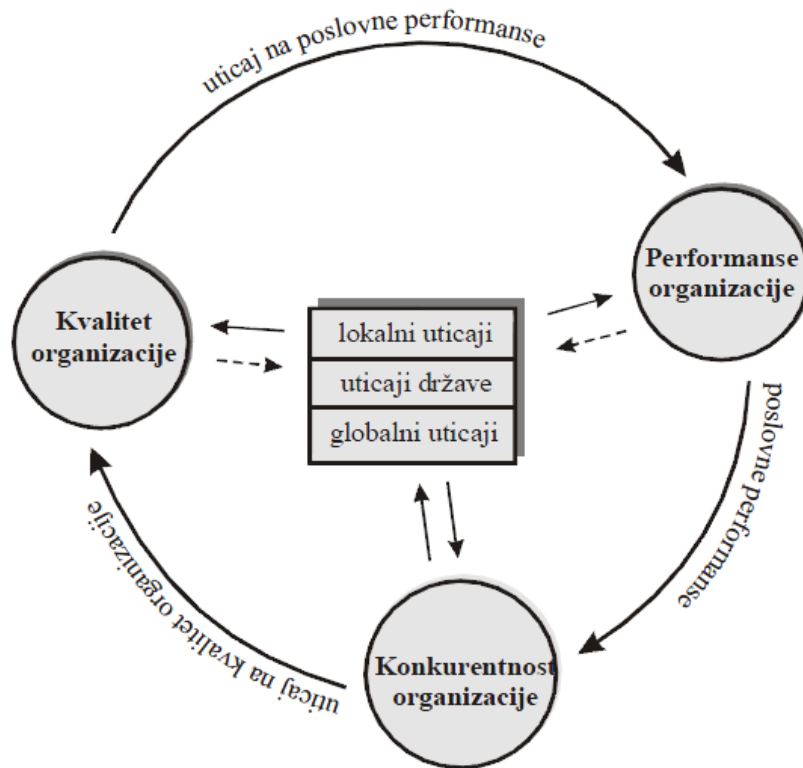 uticaj na poslovne performanse
Performanse
organizacije
Kvalitet
organizacije
lokalni uticaji
uticaji države
globalni uticaji
poslovne performanse
uticaj na kvalitet organizacije
Konkurentnost
organizacije